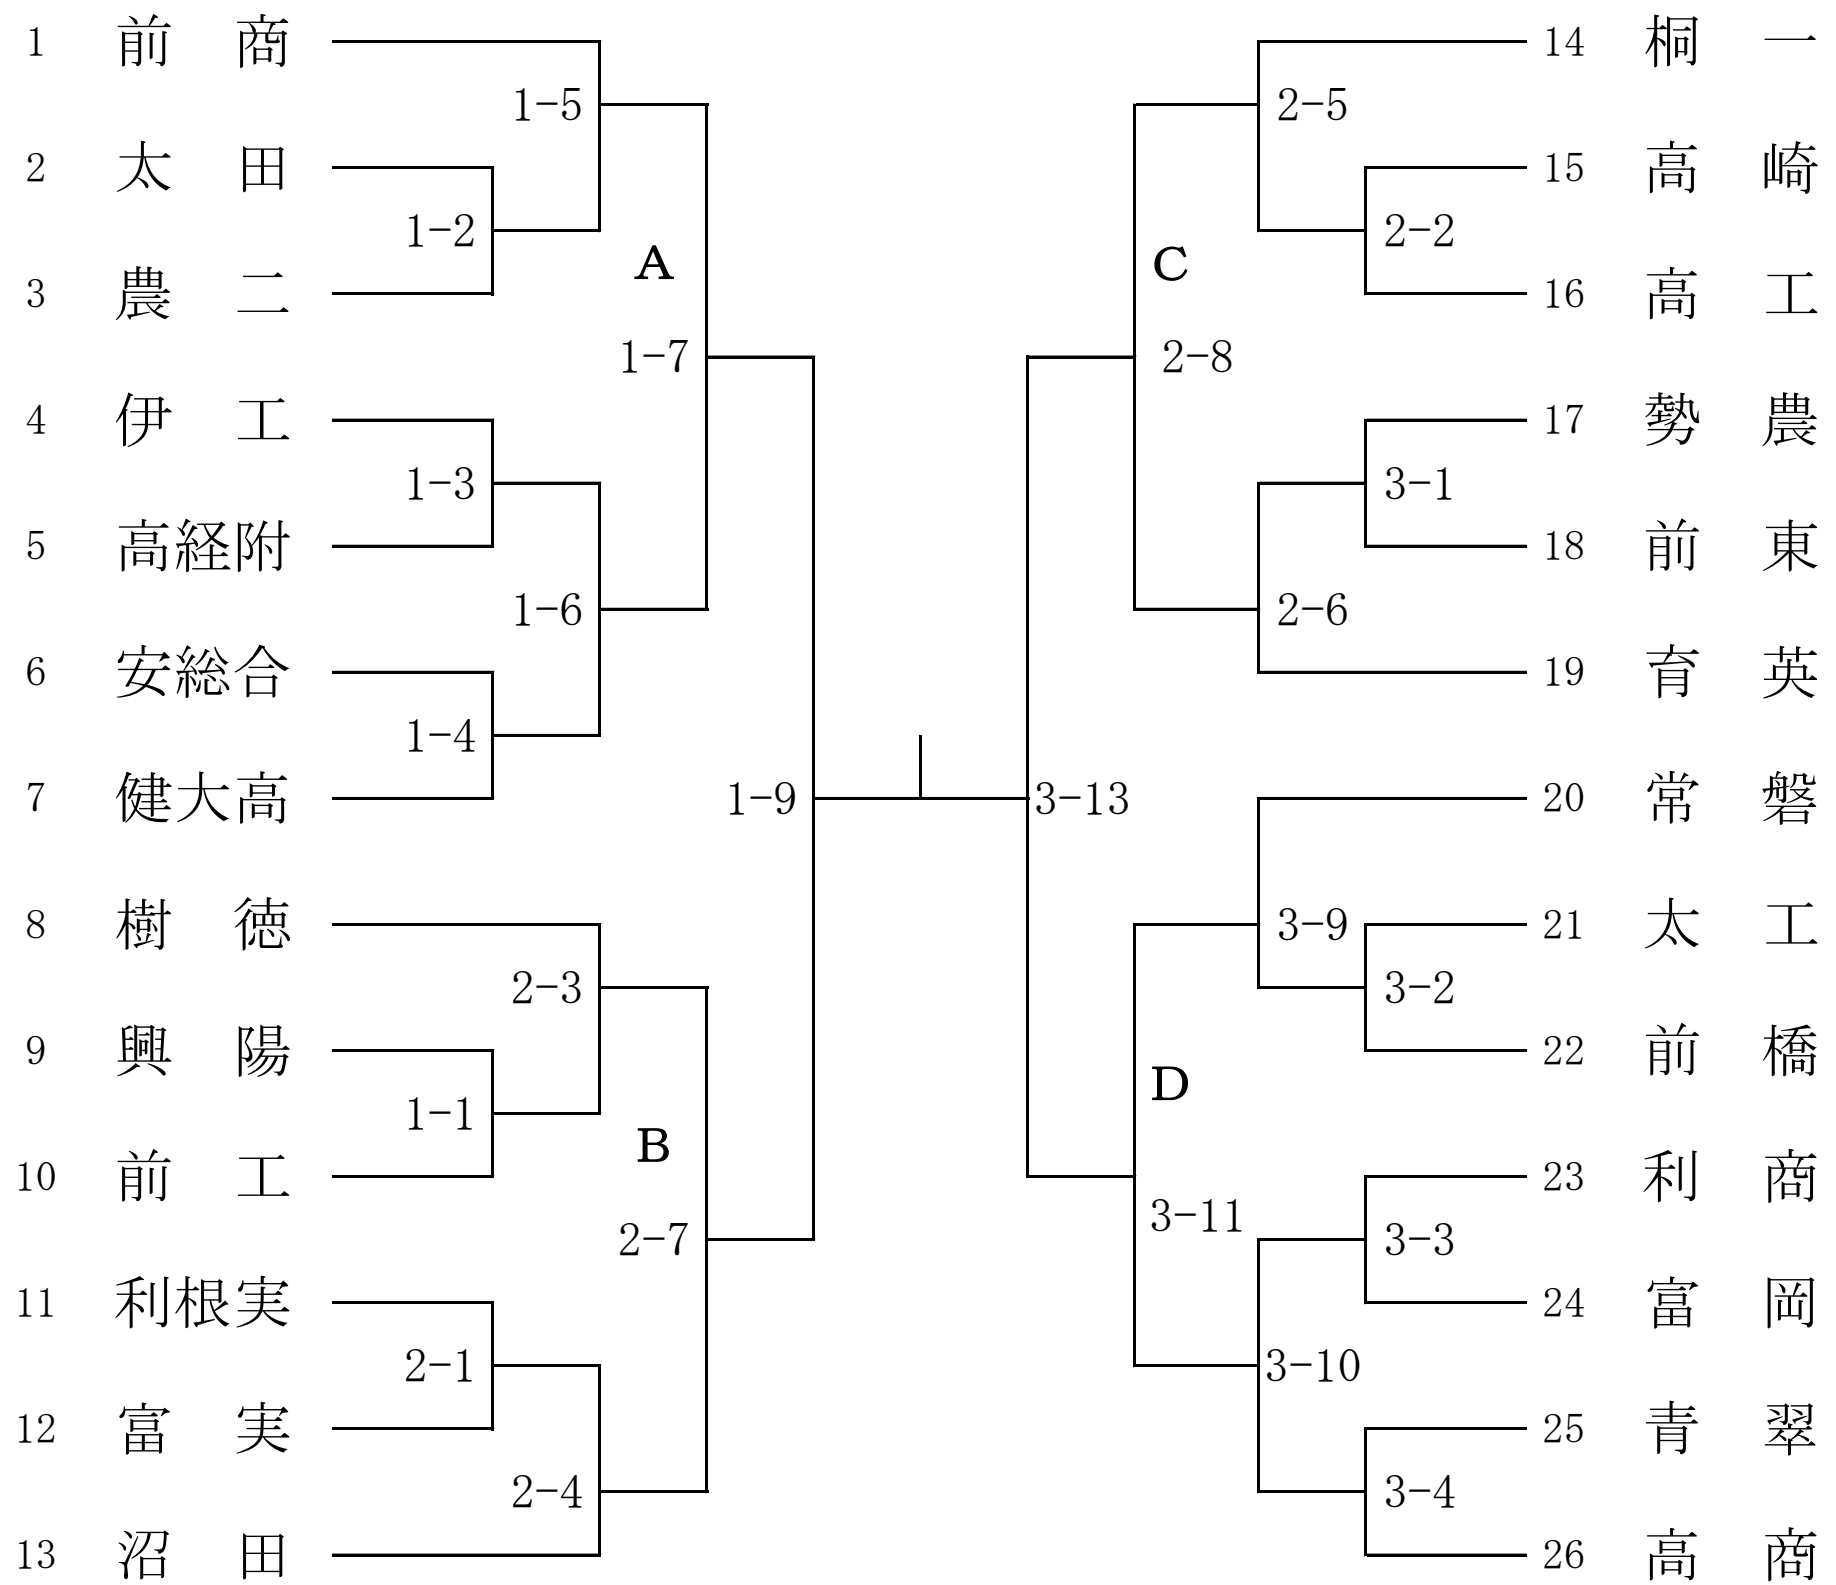 1 前 商 14 桐 一
1-5 2-5
2 太 田 15 高 崎
1-2 2-2
A C
3 農 二 16 高 工
1-7 2-8
4 伊 工 17 勢 農
1-3 3-1
5 高経附 18 前 東
1-6 2-6
6 安総合 19 育 英
1-4
7 健大高 1-9 3-13 20 常 磐
8 樹 徳 3-9 21 太 工
2-3 3-2
9 興 陽 22 前 橋
D
1-1
B
10 前 工 23 利 商
3-11
2-7 3-3
11 利根実 24 富 岡
2-1 3-10
12 富 実 25 青 翠
2-4 3-4
13 沼 田 26 高 商